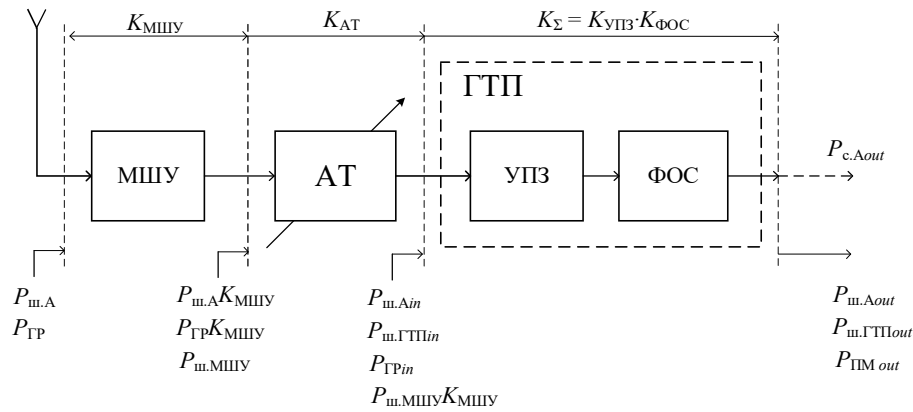 K_МШУ K_АТ K_Σ = K_УПЗ·K_ФОС
ГТП
МШУ АТ УПЗ ФОС
P_с.Aout
P_ш.А
P_ГР
P_ш.АK_МШУ
P_ГРK_МШУ
P_ш.МШУ
P_ш.Ain
P_ш.ГТПin
P_ГРin
P_ш.МШУK_МШУ
P_ш.Aout
P_ш.ГТПout
P_ПМ out